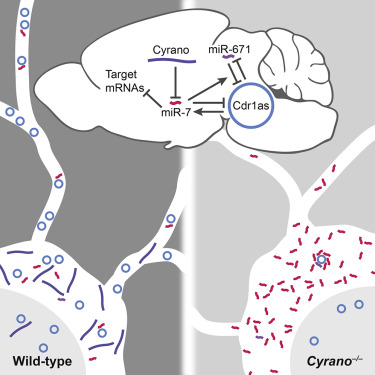 Cyrano
miR-671
Target
mRNAs
miR-7
Cdr1as
Wild-type
Cyrano–/–